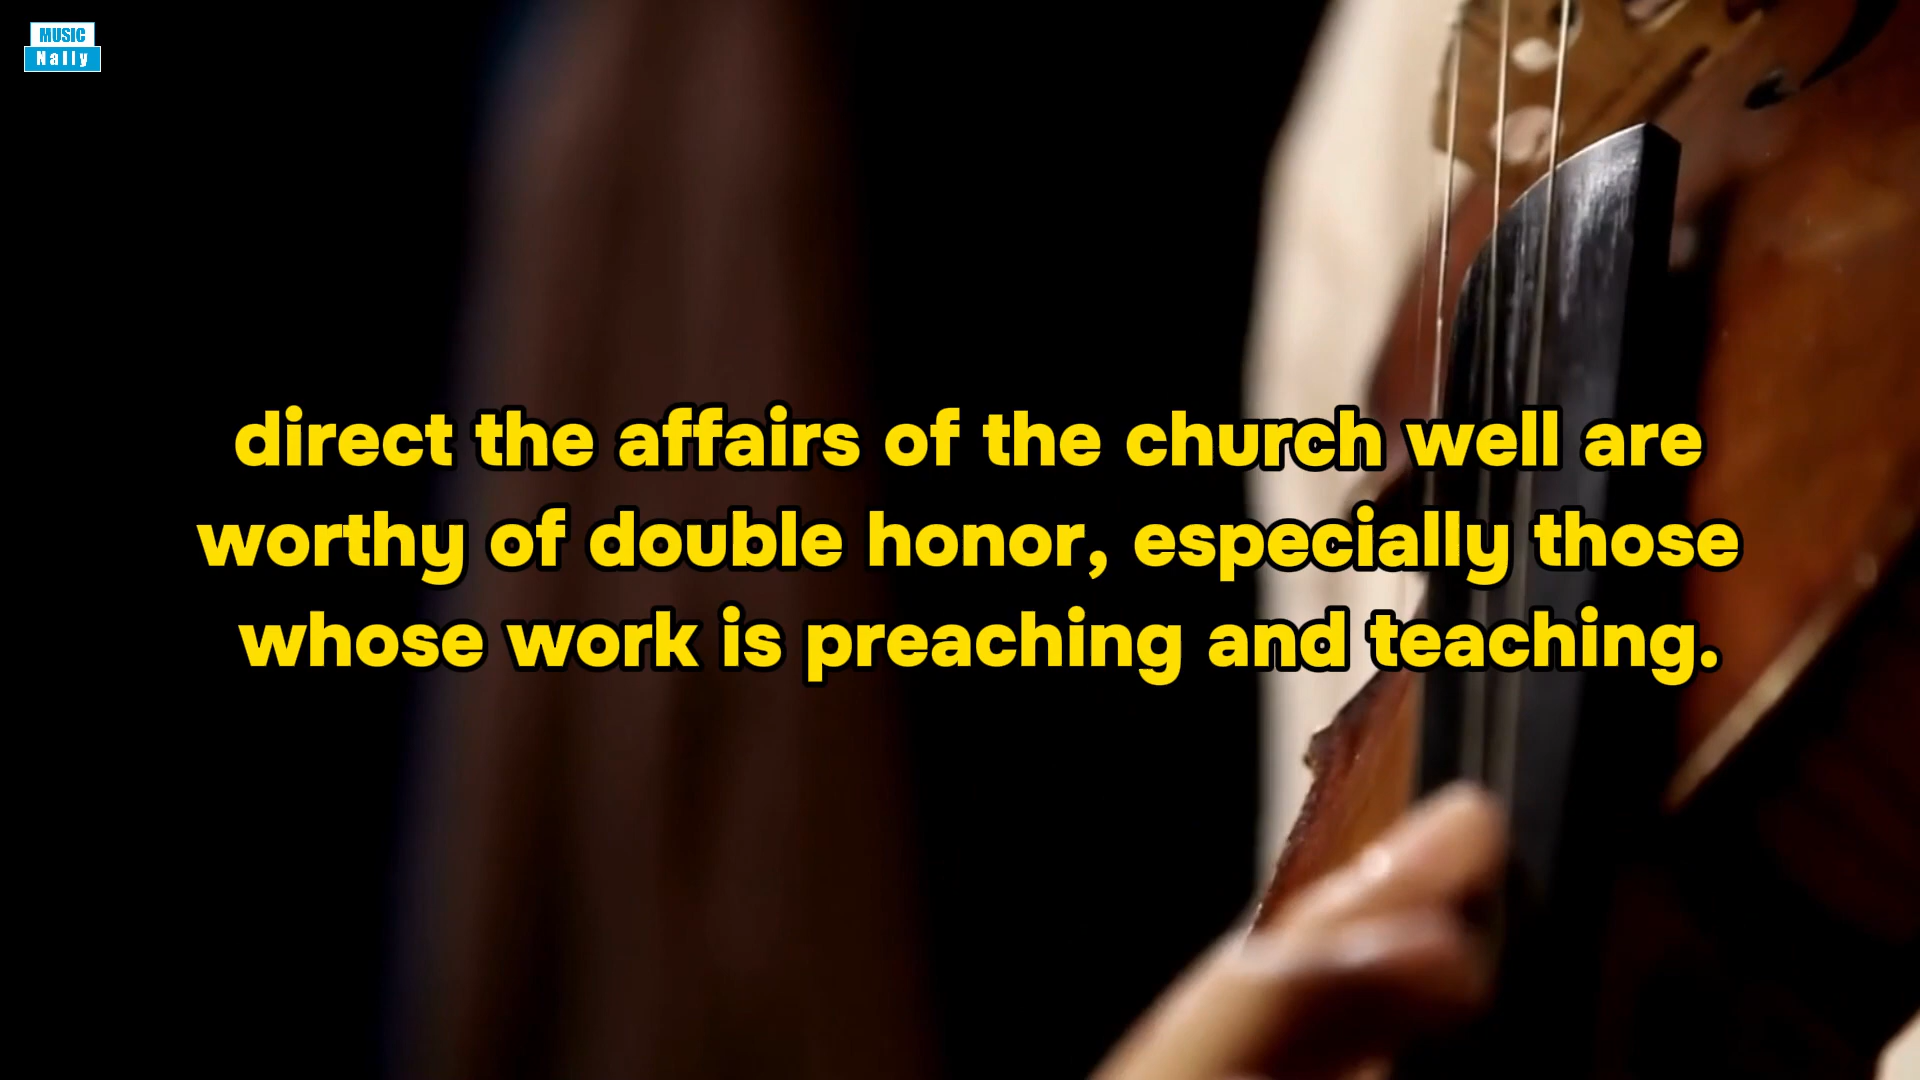 MUSIC
Nally
direct the affairs of the church well are
worthy of double honor, especially those
whose work is preaching and teaching.